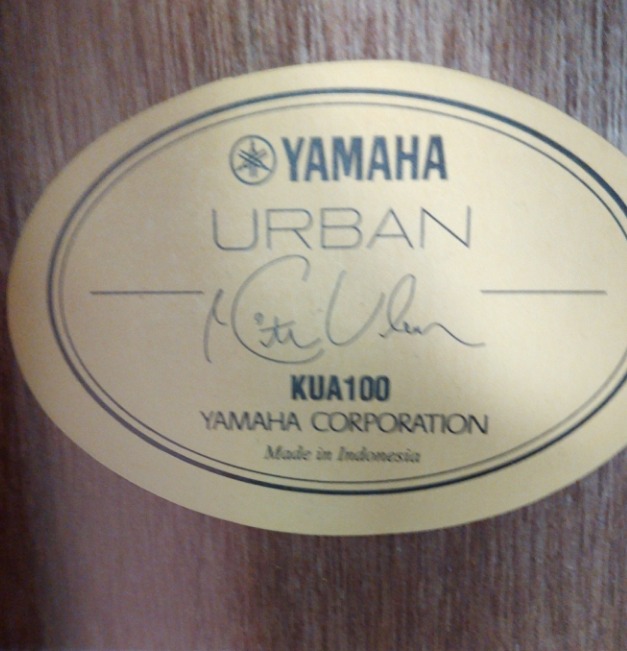 YAMAHA
URBAN
KUA100
YAMAHA CORPORATION
Made in Indonesia